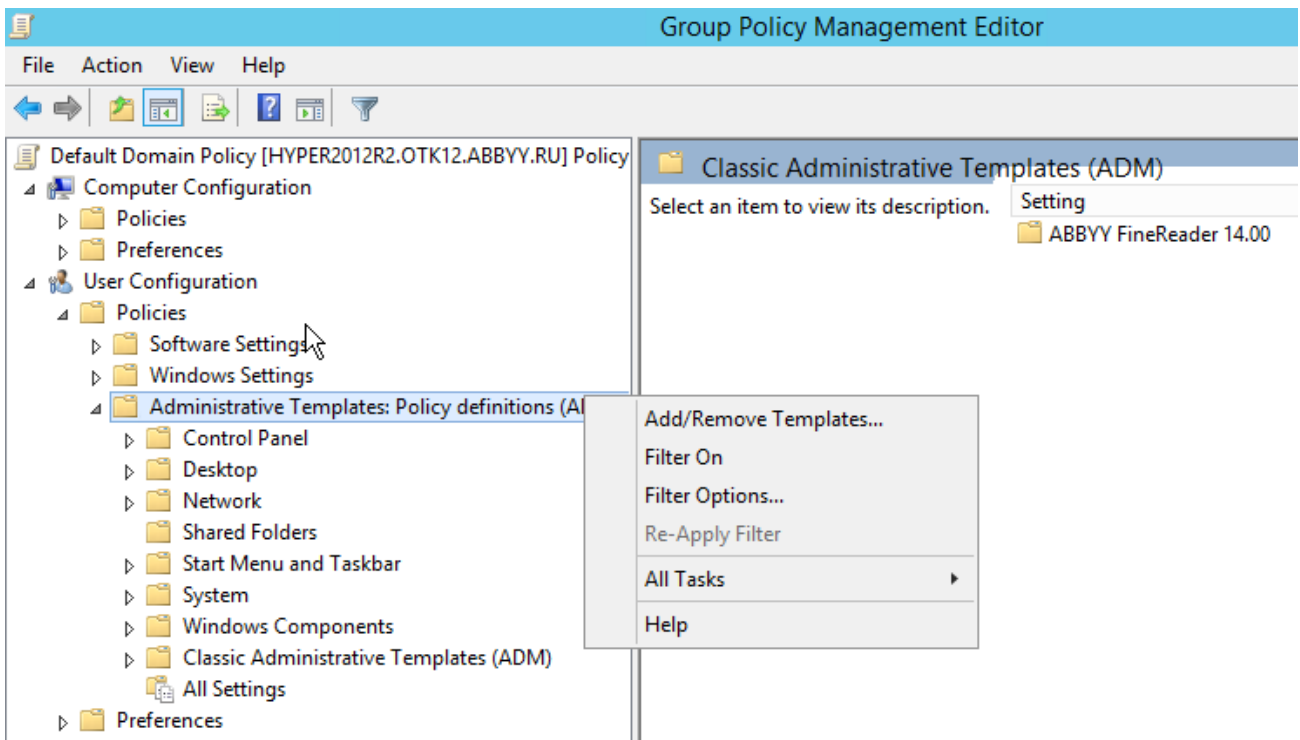 Group Policy Management Editor
File Action View Help
Default Domain Policy [HYPER2012R2.OTK12.ABBYY.RU] Policy
Computer Configuration
Policies
Preferences
User Configuration
Policies
Software Settings
Windows Settings
Administrative Templates: Policy definitions
Control Panel
Desktop
Network
Shared Folders
Start Menu and Taskbar
System
Windows Components
Classic Administrative Templates (ADM)
All Settings
Preferences
Classic Administrative Templates (ADM)
Select an item to view its description.
Setting
ABBYY FineReader 14.00
Add/Remove Templates...
Filter On
Filter Options...
Re-Apply Filter
All Tasks
Help